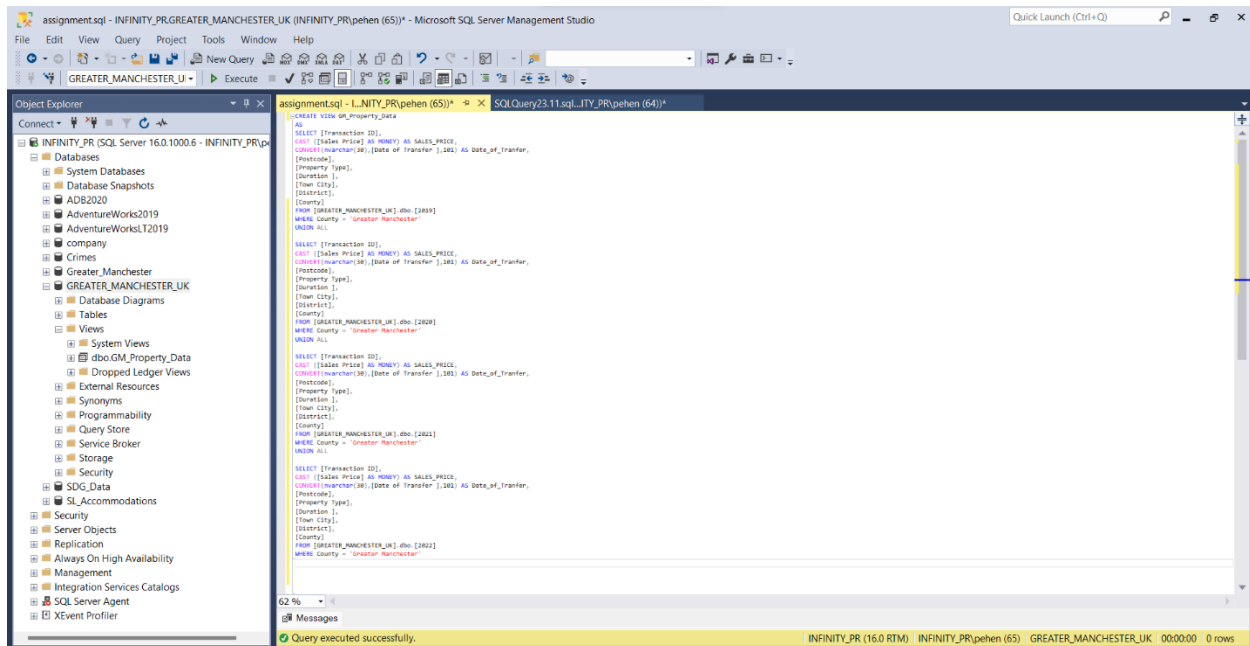 assignment.sql - INFINITY_PR.GREATER_MANCHESTER_UK (INFINITY_PR\pehen (65))* - Microsoft SQL Server Management Studio
Quick Launch (Ctrl+Q)
File Edit View Query Project Tools Window Help
New Query
GREATER_MANCHESTER_U
Execute
Object Explorer
Connect
INFINITY_PR (SQL Server 16.0.1000.6 - INFINITY_PR\pe
Databases
System Databases
Database Snapshots
ADB2020
AdventureWorks2019
AdventureWorksLT2019
company
Crimes
Greater_Manchester
GREATER_MANCHESTER_UK
Database Diagrams
Tables
Views
System Views
dbo.GM_Property_Data
Dropped Ledger Views
External Resources
Synonyms
Programmability
Query Store
Service Broker
Storage
Security
SDG_Data
SL_Accommodations
Security
Server Objects
Replication
Always On High Availability
Management
Integration Services Catalogs
SQL Server Agent
XEvent Profiler
assignment.sql - I...NITY_PR\pehen (65))*
SQLQuery23.11.sql...ITY_PR\pehen (64))*
CREATE VIEW GM_Property_Data
AS
SELECT [Transaction ID],
CAST ([Sales Price] AS MONEY) AS SALES_PRICE,
CONVERT(nvarchar(30),[Date of Transfer ],101) AS Date_of_Tranfer,
[Postcode],
[Property Type],
[Duration ],
[Town City],
[District],
[County]
FROM [GREATER_MANCHESTER_UK].dbo.[2019]
WHERE County = 'Greater Manchester'
UNION ALL
SELECT [Transaction ID],
CAST ([Sales Price] AS MONEY) AS SALES_PRICE,
CONVERT(nvarchar(30),[Date of Transfer ],101) AS Date_of_Tranfer,
[Postcode],
[Property Type],
[Duration ],
[Town City],
[District],
[County]
FROM [GREATER_MANCHESTER_UK].dbo.[2020]
WHERE County = 'Greater Manchester'
UNION ALL
SELECT [Transaction ID],
CAST ([Sales Price] AS MONEY) AS SALES_PRICE,
CONVERT(nvarchar(30),[Date of Transfer ],101) AS Date_of_Tranfer,
[Postcode],
[Property Type],
[Duration ],
[Town City],
[District],
[County]
FROM [GREATER_MANCHESTER_UK].dbo.[2021]
WHERE County = 'Greater Manchester'
UNION ALL
SELECT [Transaction ID],
CAST ([Sales Price] AS MONEY) AS SALES_PRICE,
CONVERT(nvarchar(30),[Date of Transfer ],101) AS Date_of_Tranfer,
[Postcode],
[Property Type],
[Duration ],
[Town City],
[District],
[County]
FROM [GREATER_MANCHESTER_UK].dbo.[2022]
WHERE County = 'Greater Manchester'
62 %
Messages
Query executed successfully.
INFINITY_PR (16.0 RTM) INFINITY_PR\pehen (65) GREATER_MANCHESTER_UK 00:00:00 0 rows